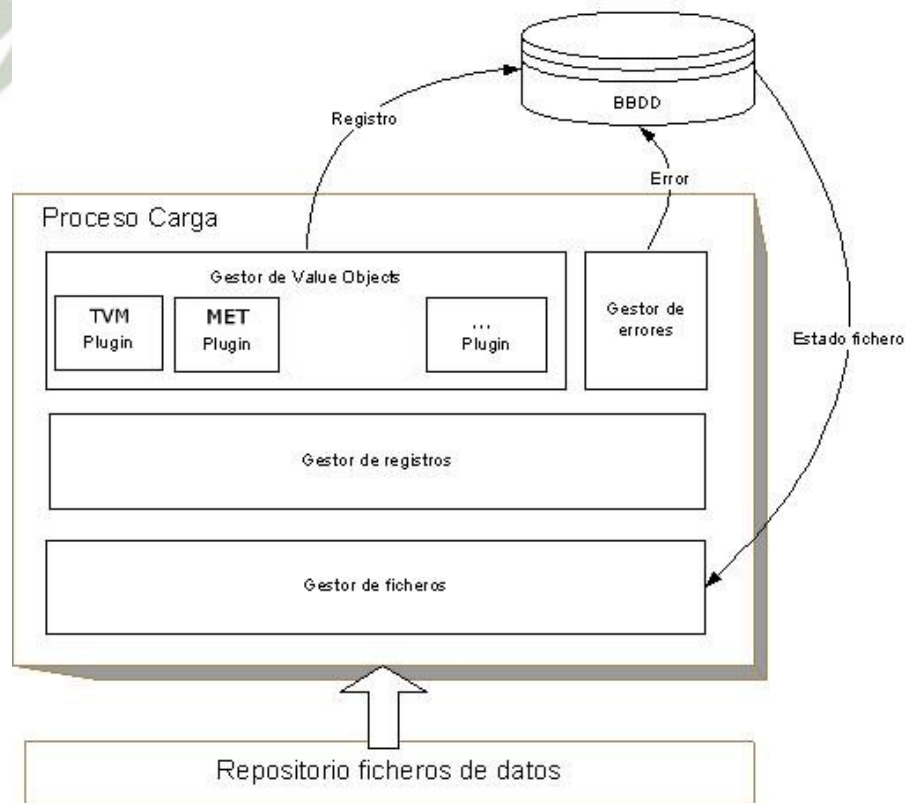 BBDD
Registro
Error
Proceso Carga
Gestor de Value Objects
TVM
Plugin
MET
Plugin
...
Plugin
Gestor de
errores
Estado fichero
Gestor de registros
Gestor de ficheros
Repositorio ficheros de datos